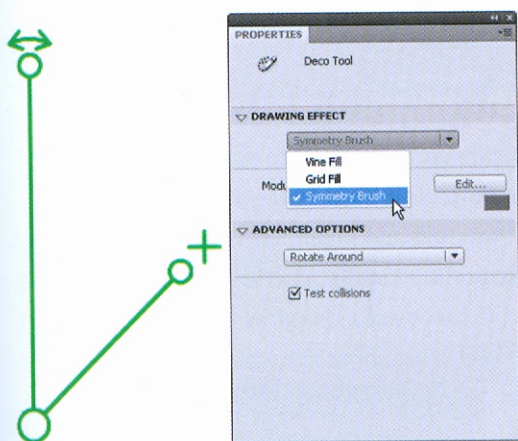 PROPERTIES
Deco Tool
DRAWING EFFECT
Symmetry Brush
Vine Fill
Grid Fill
Symmetry Brush
Modu
Edit...
ADVANCED OPTIONS
Rotate Around
Test collisions